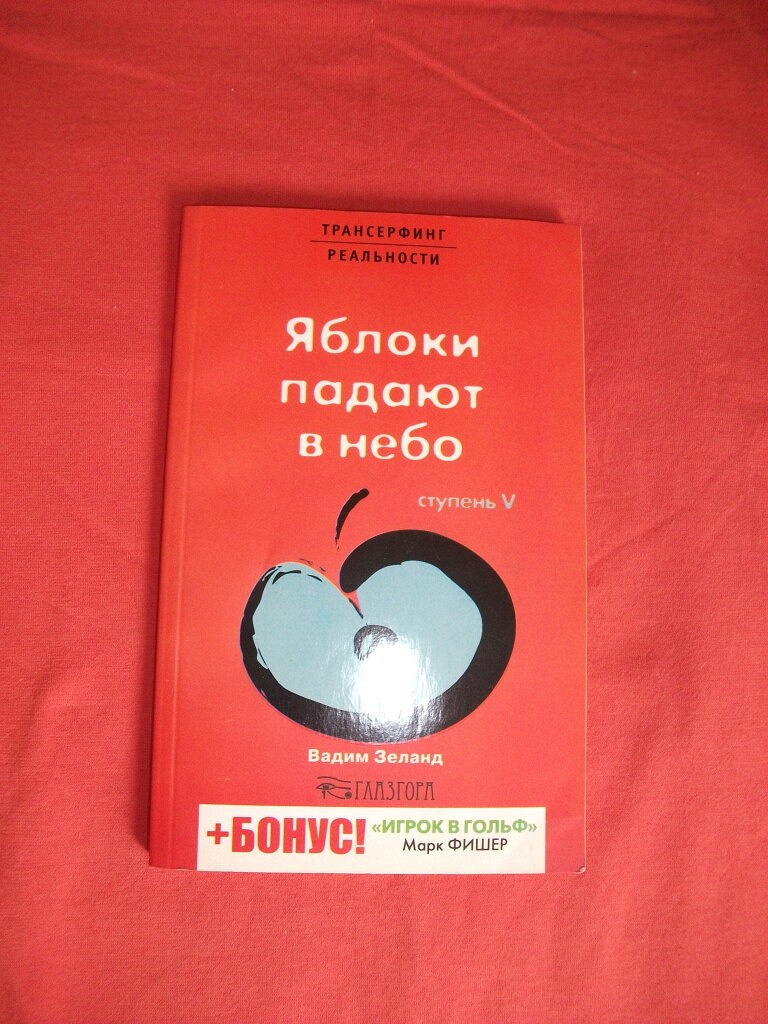 ТРАНСЕРФИНГ
РЕАЛЬНОСТИ
Яблоки
падают
в небо
ступень V
Вадим Зеланд
ГЛАЗГОРА
+БОНУС!
«ИГРОК В ГОЛЬФ»
Марк ФИШЕР